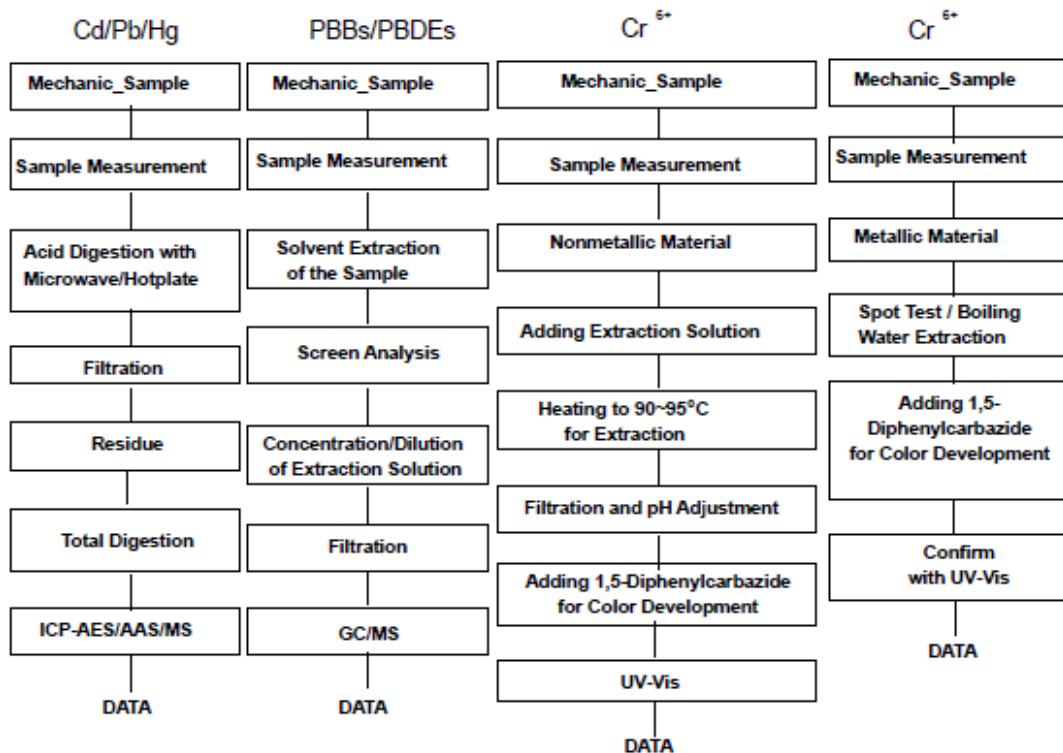 Cd/Pb/Hg
Mechanic_Sample
Sample Measurement
Acid Digestion with
Microwave/Hotplate
Filtration
Residue
Total Digestion
ICP-AES/AAS/MS
DATA
PBBs/PBDEs
Mechanic_Sample
Sample Measurement
Solvent Extraction
of the Sample
Screen Analysis
Concentration/Dilution
of Extraction Solution
Filtration
GC/MS
DATA
Cr 6+
Mechanic_Sample
Sample Measurement
Nonmetallic Material
Adding Extraction Solution
Heating to 90~95°C
for Extraction
Filtration and pH Adjustment
Adding 1,5-Diphenylcarbazide
for Color Development
UV-Vis
DATA
Cr 6+
Mechanic_Sample
Sample Measurement
Metallic Material
Spot Test / Boiling
Water Extraction
Adding 1,5-
Diphenylcarbazide
for Color Development
Confirm
with UV-Vis
DATA